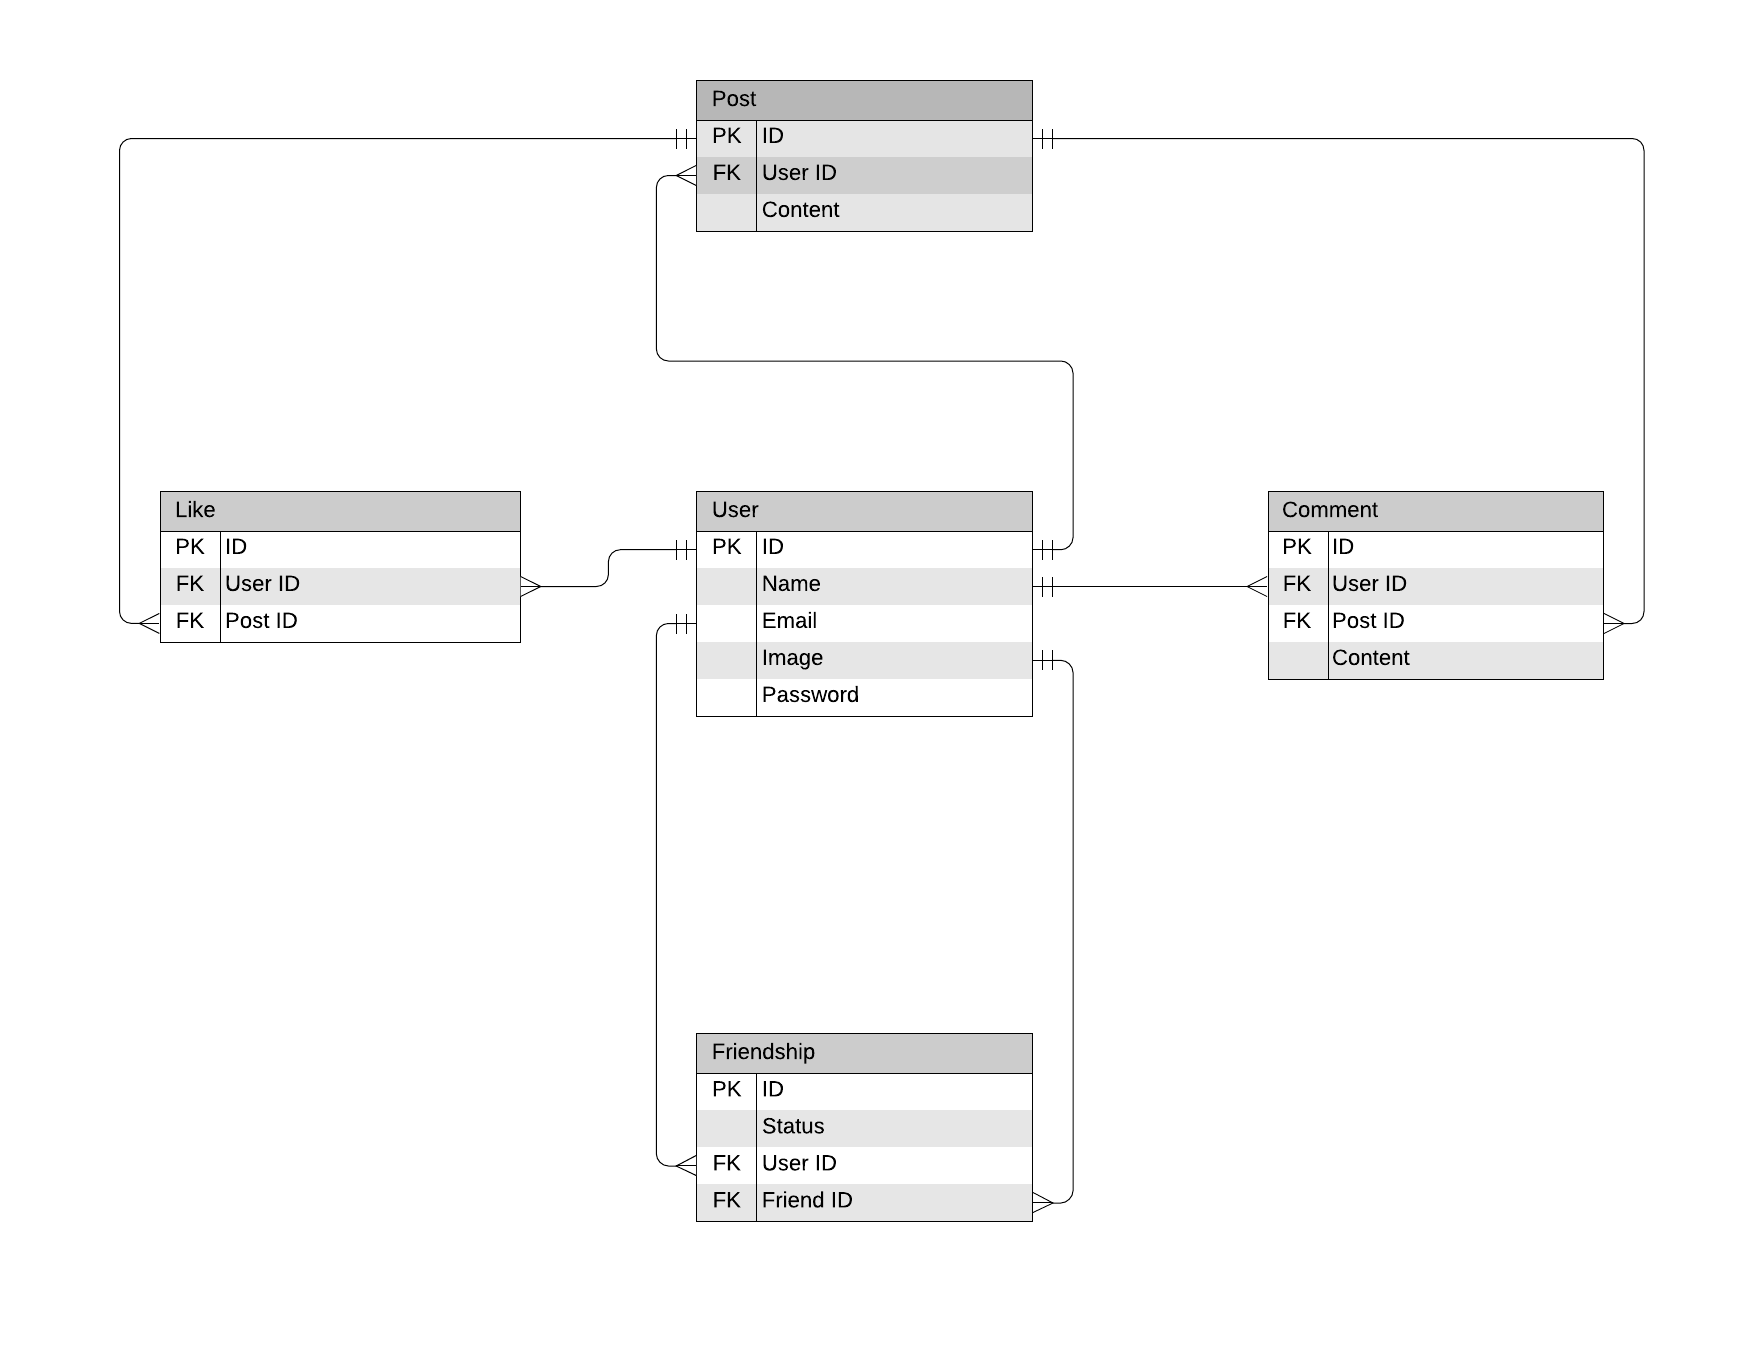 Post
PK ID
FK User ID
Content
Like
PK ID
FK User ID
FK Post ID
User
PK ID
Name
Email
Image
Password
Comment
PK ID
FK User ID
FK Post ID
Content
Friendship
PK ID
Status
FK User ID
FK Friend ID